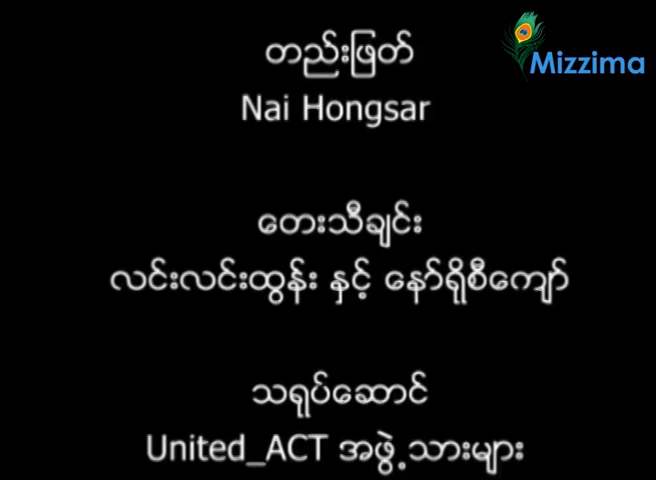 Mizzima
တည်းဖြတ်
Nai Hongsar
တေးသီချင်း
လင်းလင်းထွန်း နှင့် နော်ရိုစီကျော်
သရုပ်ဆောင်
United_ACT အဖွဲ့သားများ